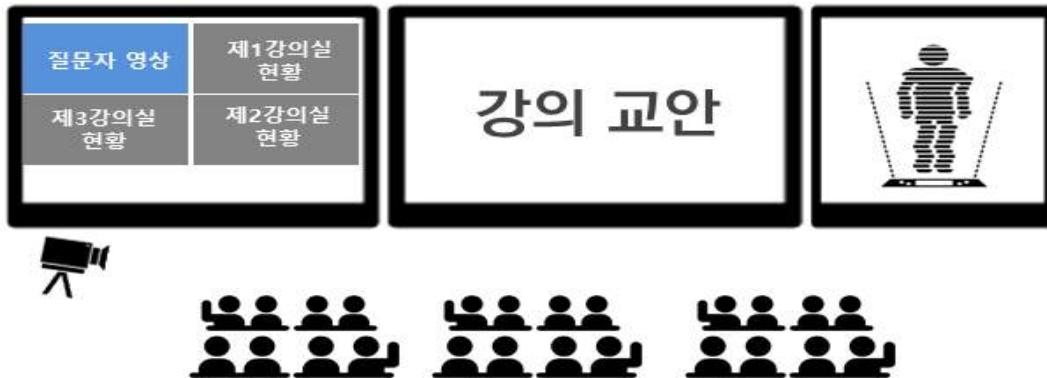 질문자 영상
제1강의실
현황
제3강의실
현황
제2강의실
현황
강의 교안